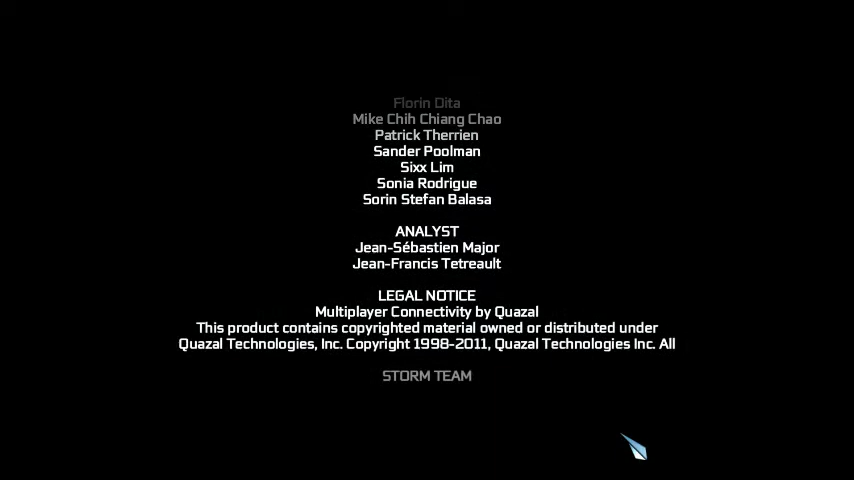 Florin Dita
Mike Chih Chiang Chao
Patrick Therrien
Sander Poolman
Sixx Lim
Sonia Rodrigue
Sorin Stefan Balasa
ANALYST
Jean-Sébastien Major
Jean-Francis Tetreault
LEGAL NOTICE
Multiplayer Connectivity by Quazal
This product contains copyrighted material owned or distributed under
Quazal Technologies, Inc. Copyright 1998-2011, Quazal Technologies Inc. All
STORM TEAM